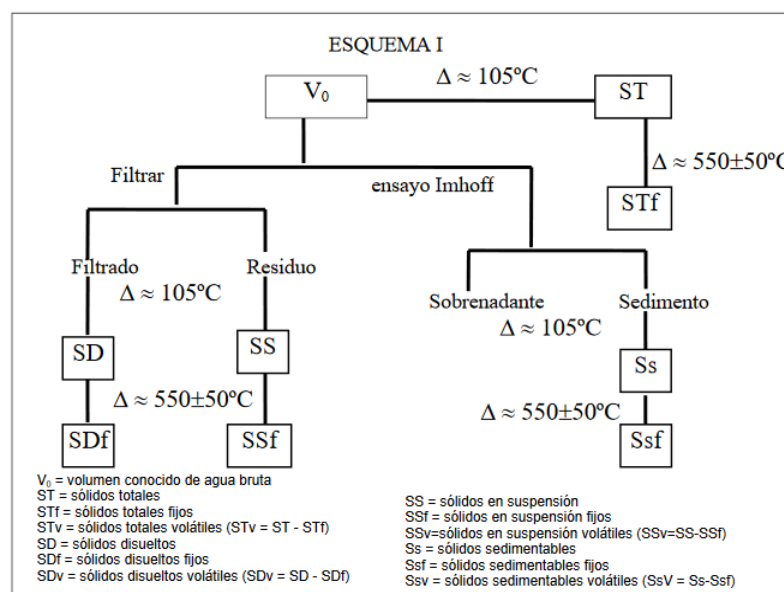 ESQUEMA I
Δ ≈ 105ºC
V₀
ST
Δ ≈ 550±50ºC
Filtrar
ensayo Imhoff
STf
Filtrado
Residuo
Δ ≈ 105ºC
Sobrenadante
Sedimento
Δ ≈ 105ºC
SD
SS
Ss
Δ ≈ 550±50ºC
Δ ≈ 550±50ºC
SDf
SSf
Ssf
V₀ = volumen conocido de agua bruta
ST = sólidos totales
STf = sólidos totales fijos
STv = sólidos totales volátiles (STv = ST - STf)
SD = sólidos disueltos
SDf = sólidos disueltos fijos
SDv = sólidos disueltos volátiles (SDv = SD - SDf)
SS = sólidos en suspensión
SSf = sólidos en suspensión fijos
SSv=sólidos en suspensión volátiles (SSv=SS-SSf)
Ss = sólidos sedimentables
Ssf = sólidos sedimentables fijos
Ssv = sólidos sedimentables volátiles (SsV = Ss-Ssf)